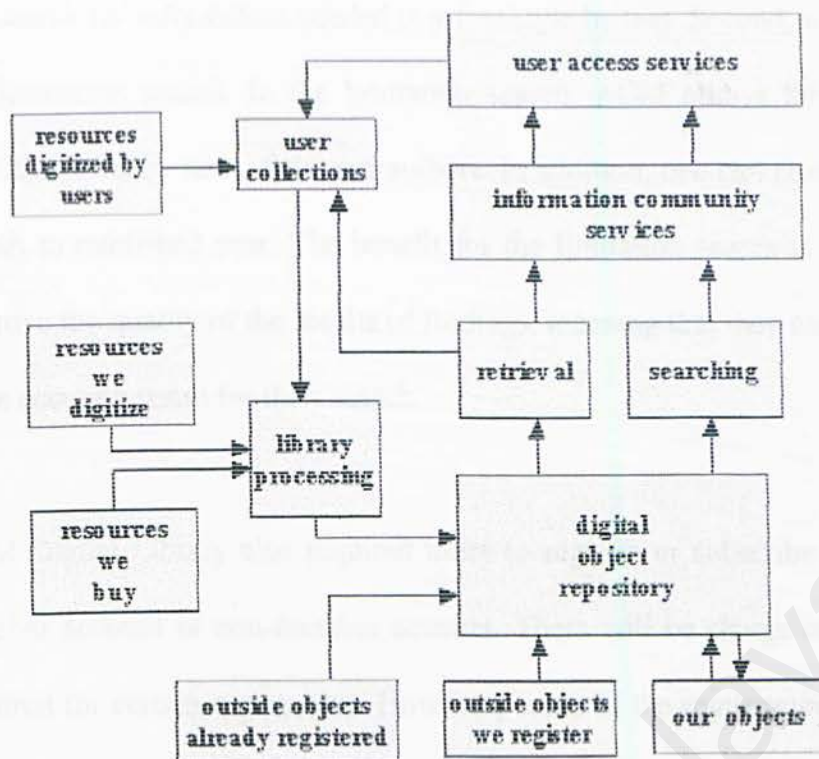 user access services
resources
digitized by
users
user
collections
information community
services
resources
we
digitize
retrieval
searching
library
processing
resources
we
buy
digital
object
repository
outside objects
already registered
outside objects
we register
our objects